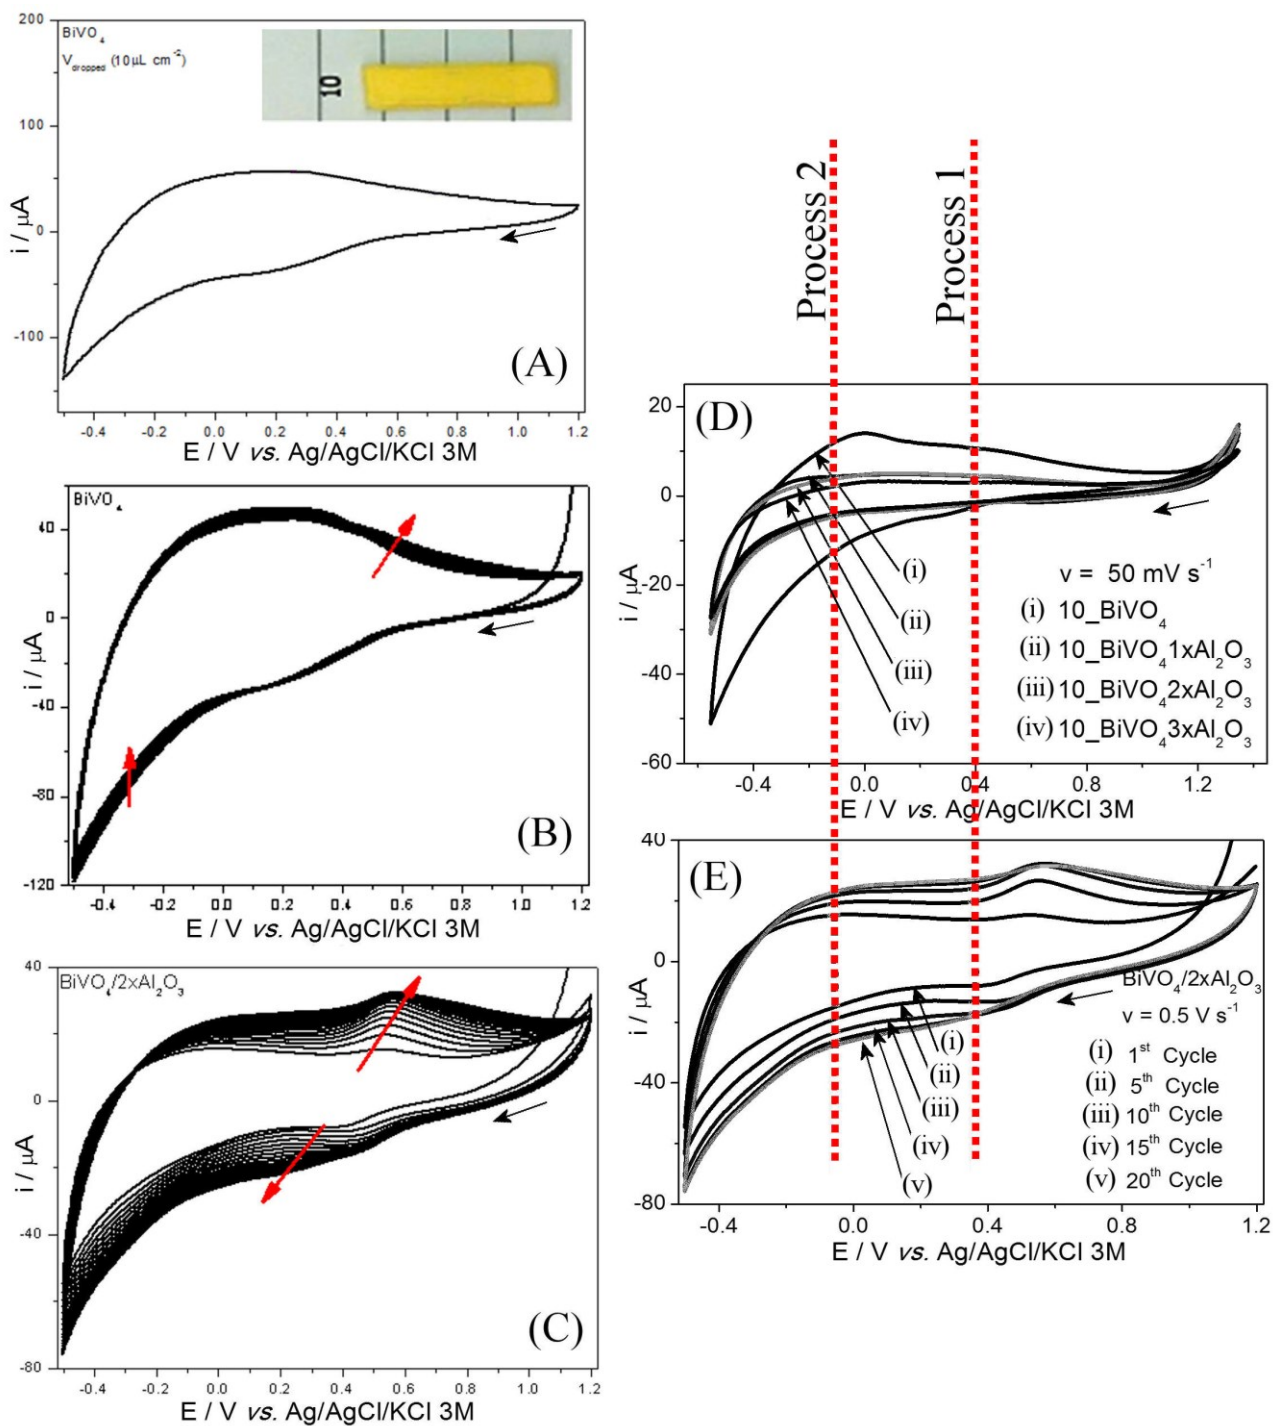 BiVO₄
V_dropped (10 µL cm⁻²)
10
200
150
100
50
0
-100
i / µA
(A)
-0.4 -0.2 0.0 0.2 0.4 0.6 0.8 1.0 1.2
E / V vs. Ag/AgCl/KCl 3M
BiVO₄
40
0
-40
-80
-120
i / µA
(B)
-0.4 -0.2 0.0 0.2 0.4 0.6 0.8 1.0 1.2
E / V vs. Ag/AgCl/KCl 3M
BiVO₄/2xAl₂O₃
40
0
-40
-80
i / µA
(C)
-0.4 -0.2 0.0 0.2 0.4 0.6 0.8 1.0 1.2
E / V vs. Ag/AgCl/KCl 3M
Process 2
Process 1
(D)
20
0
-20
-40
-60
i / µA
(i)
(ii)
(iii)
(iv)
v = 50 mV s⁻¹
(i) 10_BiVO₄
(ii) 10_BiVO₄1xAl₂O₃
(iii) 10_BiVO₄2xAl₂O₃
(iv) 10_BiVO₄3xAl₂O₃
-0.4 0.0 0.4 0.8 1.2
E / V vs. Ag/AgCl/KCl 3M
(E)
40
0
-40
-80
i / µA
BiVO₄/2xAl₂O₃
v = 0.5 V s⁻¹
(i)
(ii)
(iii)
(iv)
(v)
(i) 1st Cycle
(ii) 5th Cycle
(iii) 10th Cycle
(iv) 15th Cycle
(v) 20th Cycle
-0.4 0.0 0.4 0.8 1.2
E / V vs. Ag/AgCl/KCl 3M